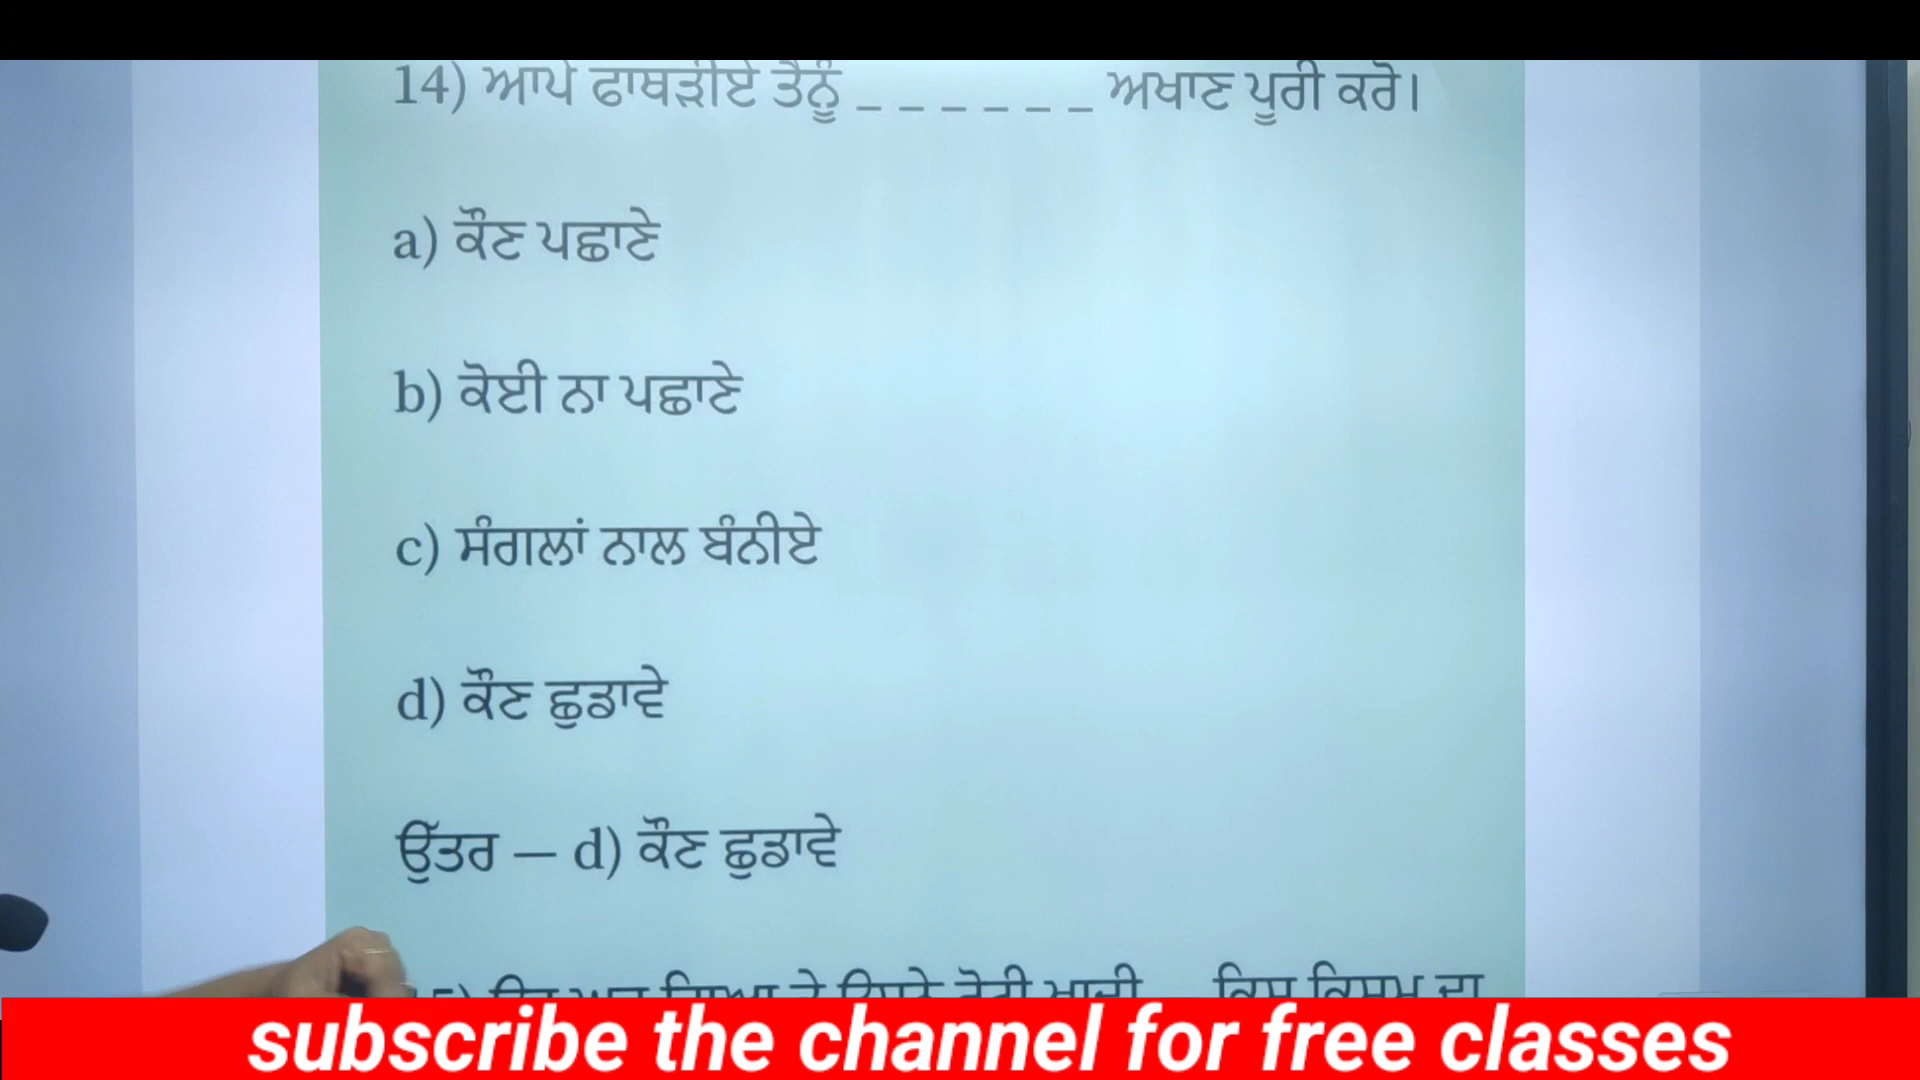 14) ਆਪੇ ਫਾਥੜੀਏ ਤੈਨੂੰ _ _ _ _ _ _ ਅਖਾਣ ਪੂਰੀ ਕਰੋ।
a) ਕੌਣ ਪਛਾਣੇ
b) ਕੋਈ ਨਾ ਪਛਾਣੇ
c) ਸੰਗਲਾਂ ਨਾਲ ਬੰਨੀਏ
d) ਕੌਣ ਛੁਡਾਵੇ
ਉੱਤਰ – d) ਕੌਣ ਛੁਡਾਵੇ
subscribe the channel for free classes